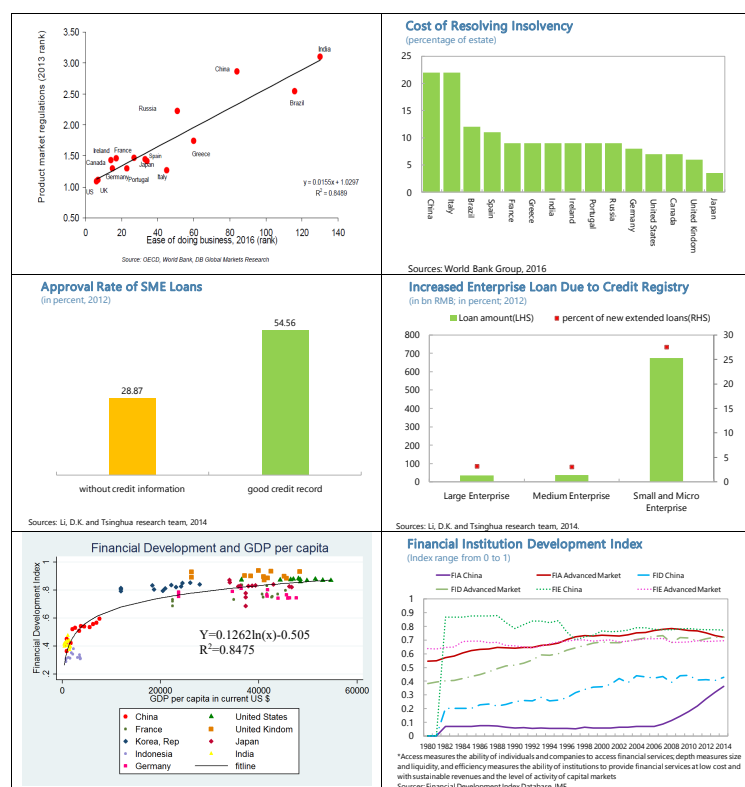 Product market regulations (2013 rank)
3.50
3.00
2.50
2.00
1.50
1.00
0.50
India
China
Brazil
Russia
Greece
Ireland
France
Spain
Canada
Japan
Germany
Portugal
Italy
US
UK
y = 0.0155x + 1.0297
R² = 0.8489
0 20 40 60 80 100 120 140
Ease of doing business, 2016 (rank)
Source: OECD, World Bank, DB Global Markets Research
Cost of Resolving Insolvency
(percentage of estate)
25
20
15
10
5
0
China
Italy
Brazil
Spain
France
Greece
India
Ireland
Portugal
Russia
Germany
United States
Canada
United Kindom
Japan
Sources: World Bank Group, 2016
Approval Rate of SME Loans
(in percent, 2012)
54.56
28.87
without credit information good credit record
Sources: Li, D.K. and Tsinghua research team, 2014
Increased Enterprise Loan Due to Credit Registry
(in bn RMB; in percent; 2012)
Loan amount(LHS) percent of new extended loans(RHS)
800
700
600
500
400
300
200
100
0
30
25
20
15
10
5
0
Large Enterprise Medium Enterprise Small and Micro
Enterprise
Sources: Li, D.K. and Tsinghua research team, 2014.
Financial Development and GDP per capita
Financial Development Index
1
.8
.6
.4
.2
Y=0.1262ln(x)-0.505
R²=0.8475
0 20000 40000 60000
GDP per capita in current US $
China United States
France United Kindom
Korea, Rep Japan
Indonesia India
Germany fitline
Financial Institution Development Index
(Index range from 0 to 1)
FIA China FIA Advanced Market FID China
FID Advanced Market FIE China FIE Advanced Market
1
0.9
0.8
0.7
0.6
0.5
0.4
0.3
0.2
0.1
0
1980 1982 1984 1986 1988 1990 1992 1994 1996 1998 2000 2002 2004 2006 2008 2010 2012 2014
*Access measures the ability of individuals and companies to access financial services; depth measures size
and liquidity, and efficiency measures the ability of institutions to provide financial services at low cost and
with sustainable revenues and the level of activity of capital markets
Sources: Financial Development Index Database, IMF